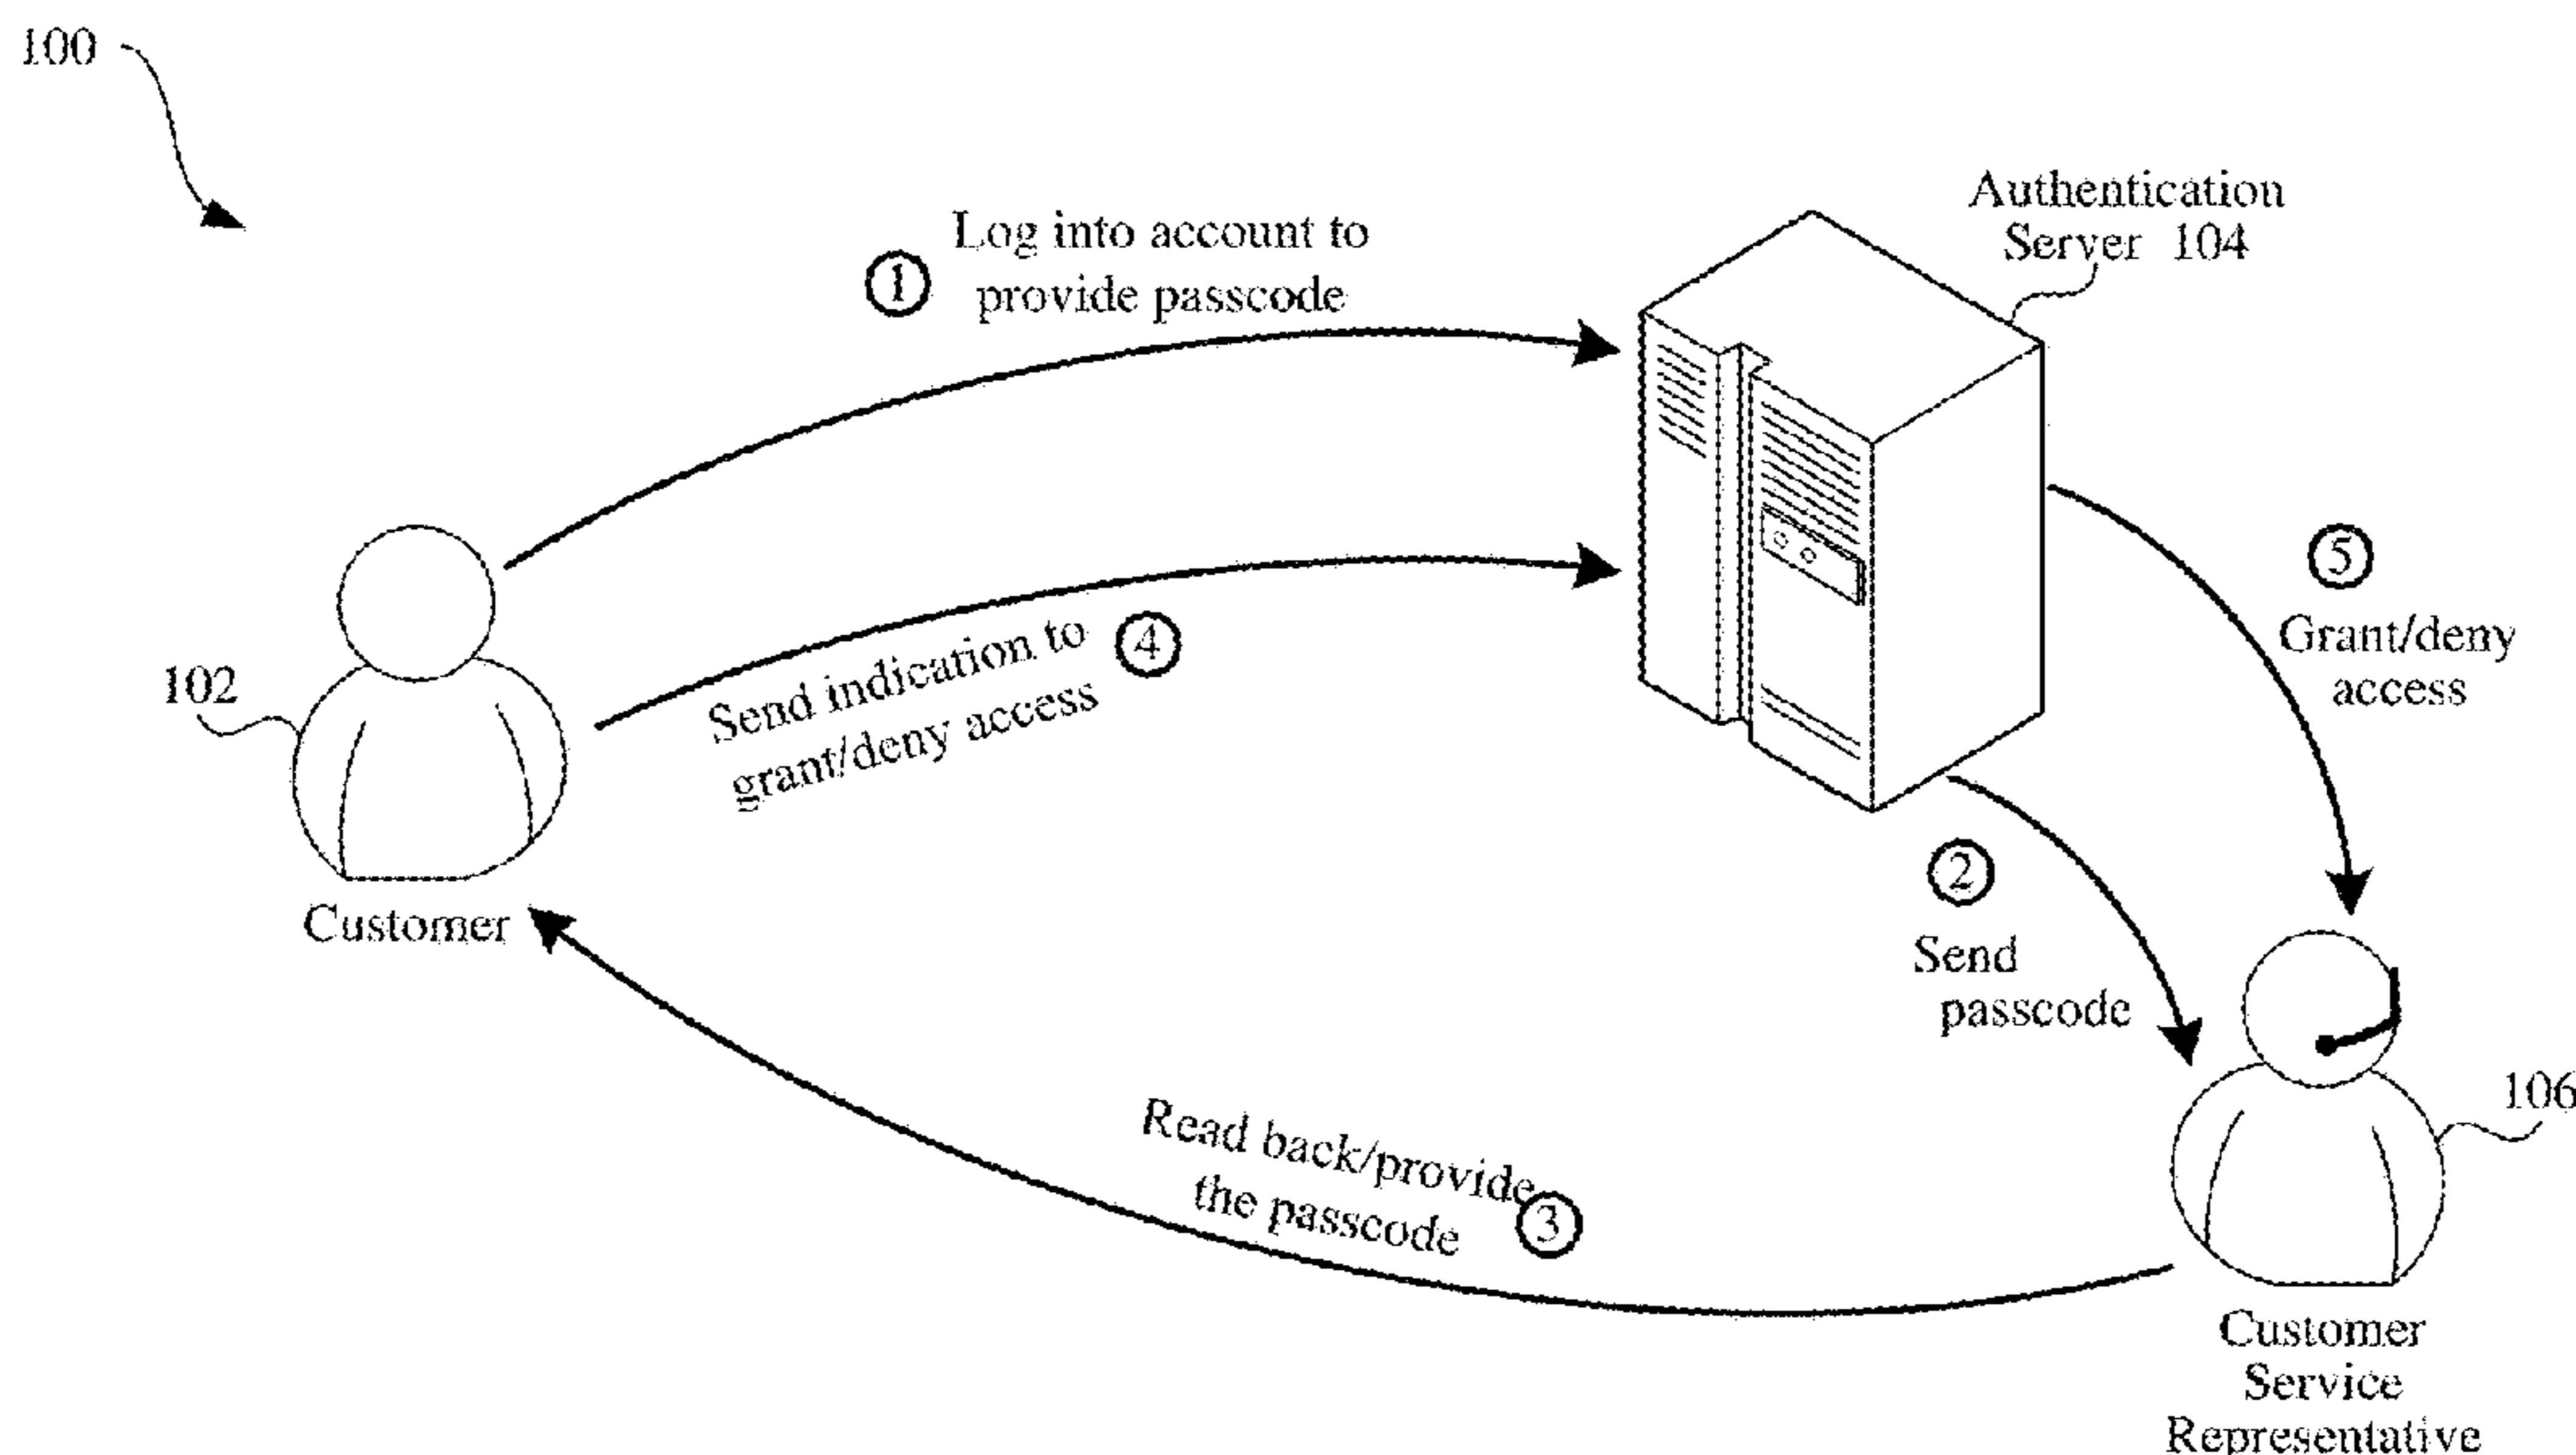 100
Authentication
Server 104
① Log into account to
provide passcode
⑤
Grant/deny
access
Send indication to ④
grant/deny access
102
Customer
②
Send
passcode
106
Read back/provide
the passcode ③
Customer
Service
Representative